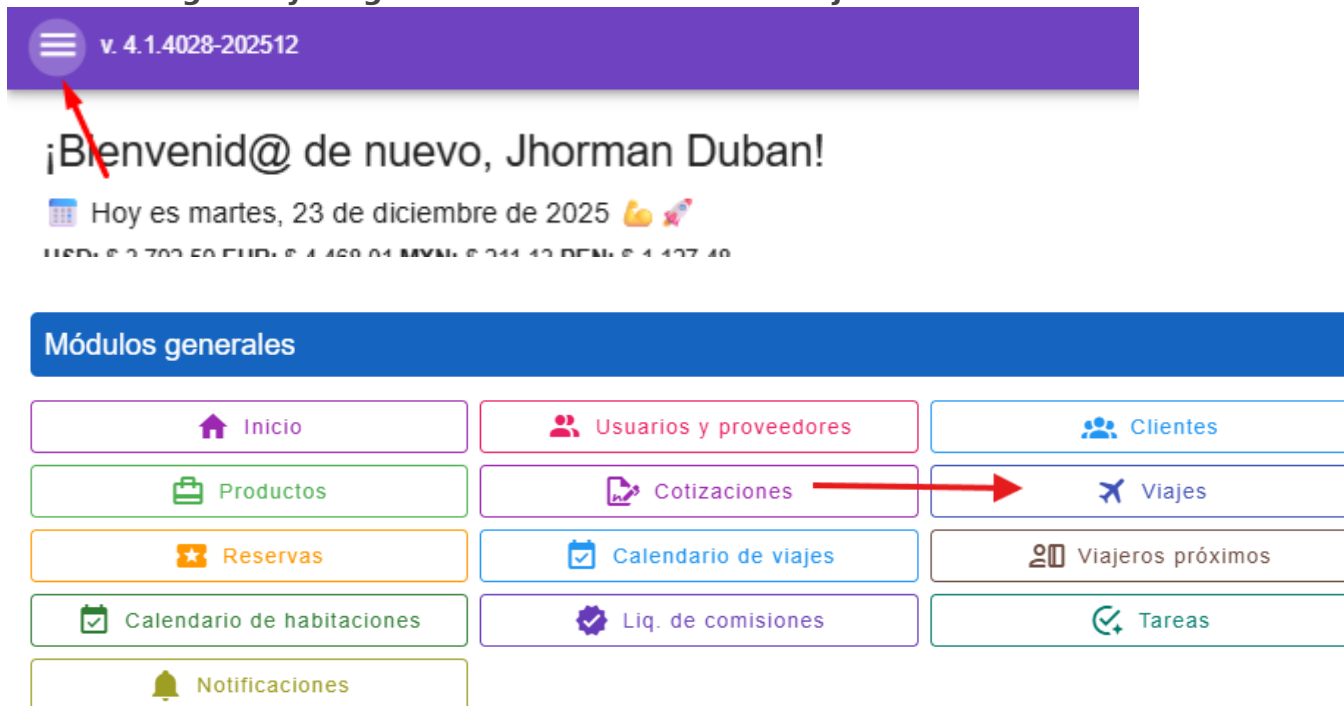 v. 4.1.4028-202512
¡Bienvenid@ de nuevo, Jhorman Duban!
Hoy es martes, 23 de diciembre de 2025
Módulos generales
Inicio
Usuarios y proveedores
Clientes
Productos
Cotizaciones
Viajes
Reservas
Calendario de viajes
Viajeros próximos
Calendario de habitaciones
Liq. de comisiones
Tareas
Notificaciones